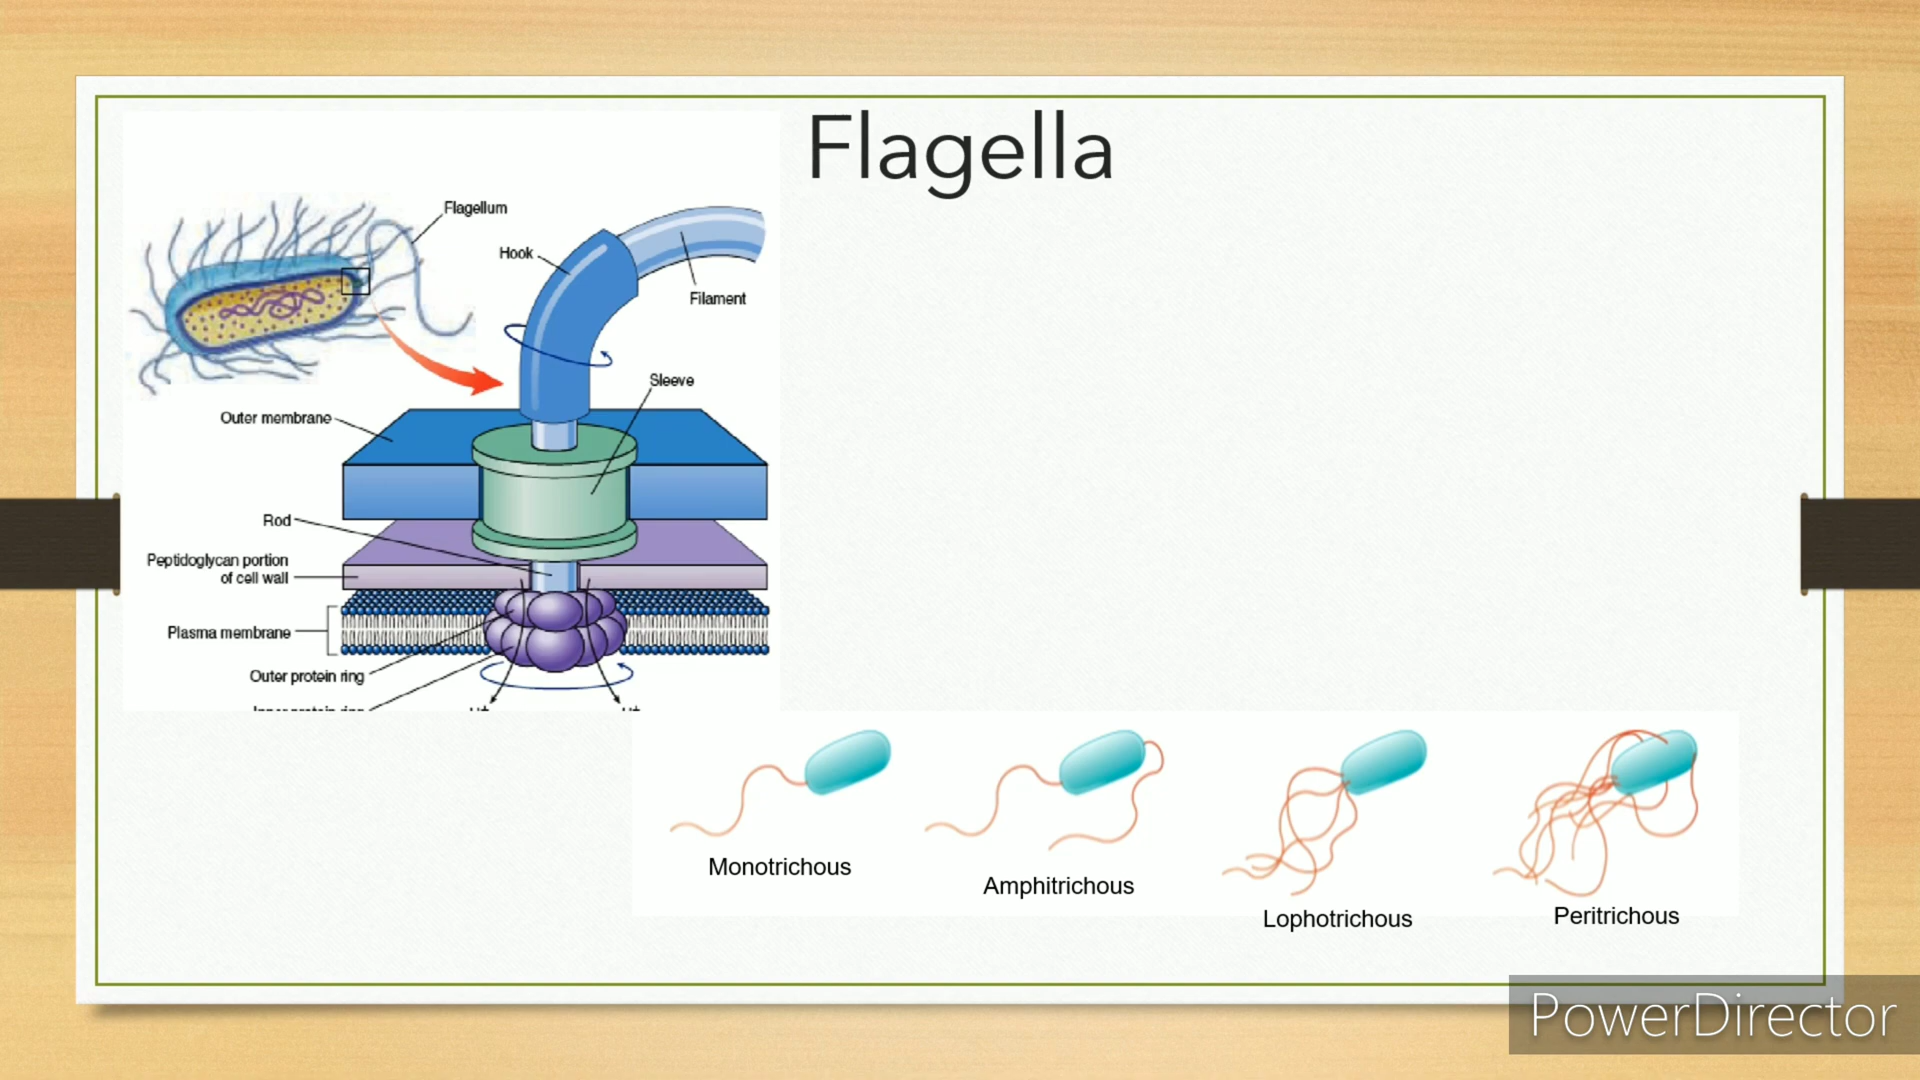 Flagella
Flagellum
Hook
Filament
Sleeve
Outer membrane
Rod
Peptidoglycan portion
of cell wall
Plasma membrane
Outer protein ring
Monotrichous
Amphitrichous
Lophotrichous
Peritrichous
PowerDirector